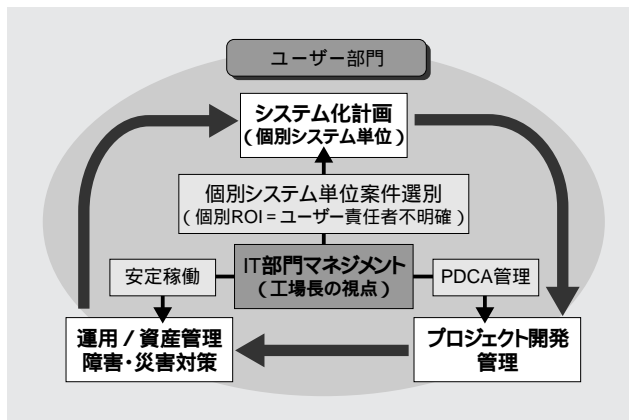 ユーザー部門
システム化計画
（個別システム単位）
個別システム単位案件選別
（個別ROI＝ユーザー責任者不明確）
IT部門マネジメント
（工場長の視点）
安定稼働
PDCA管理
運用／資産管理
障害・災害対策
プロジェクト開発
管理